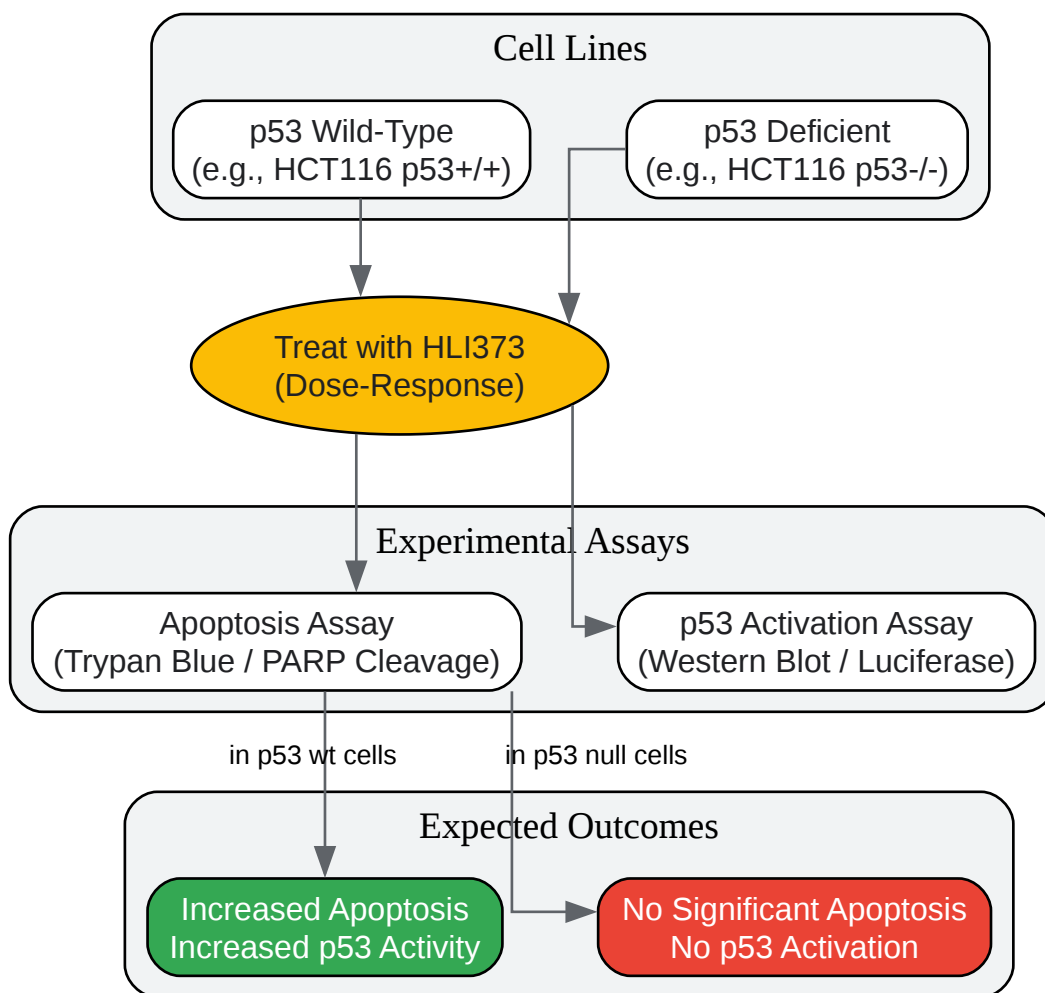 Cell Lines
p53 Wild-Type
(e.g., HCT116 p53+/+)
p53 Deficient
(e.g., HCT116 p53-/-)
Treat with HLI373
(Dose-Response)
Experimental Assays
Apoptosis Assay
(Trypan Blue / PARP Cleavage)
p53 Activation Assay
(Western Blot / Luciferase)
in p53 wt cells
in p53 null cells
Expected Outcomes
Increased Apoptosis
Increased p53 Activity
No Significant Apoptosis
No p53 Activation